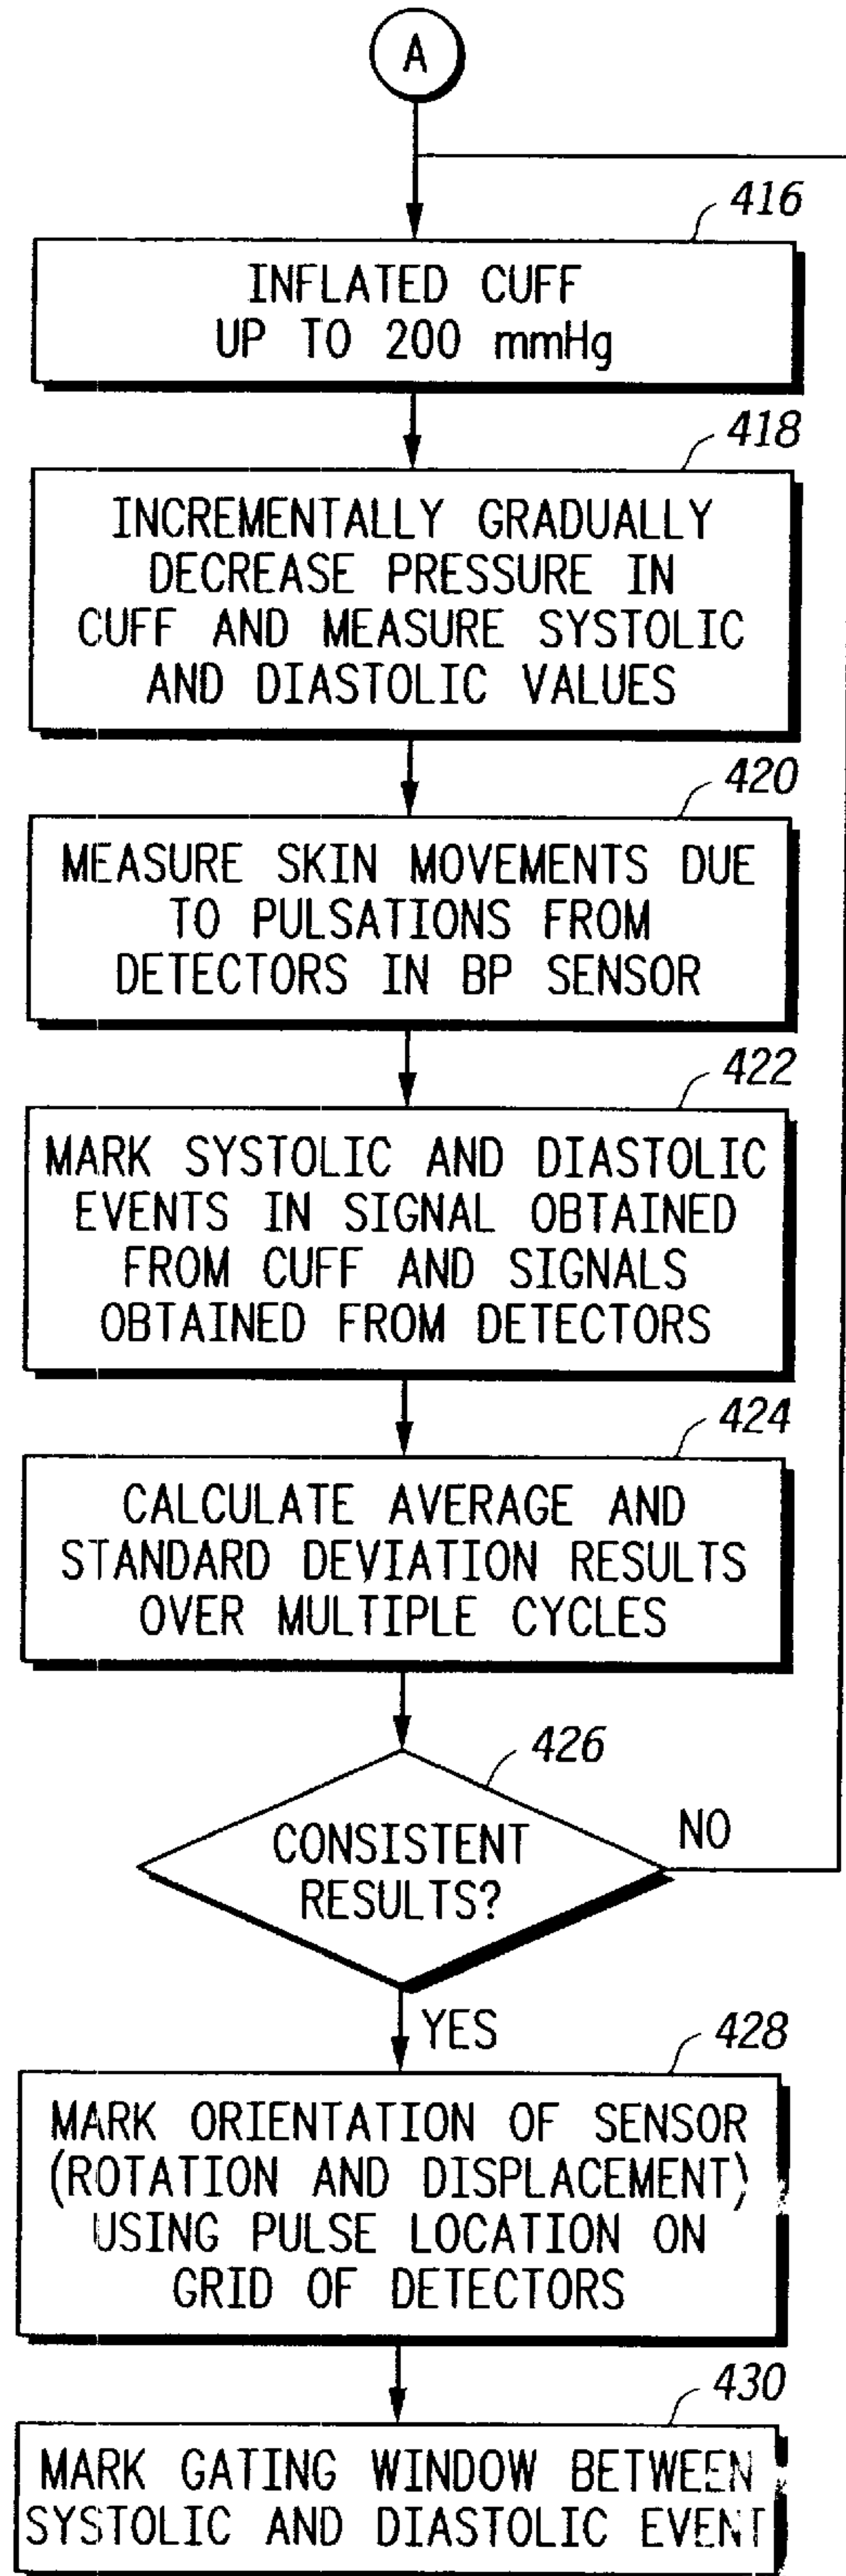 A
416
INFLATED CUFF
UP TO 200 mmHg
418
INCREMENTALLY GRADUALLY
DECREASE PRESSURE IN
CUFF AND MEASURE SYSTOLIC
AND DIASTOLIC VALUES
420
MEASURE SKIN MOVEMENTS DUE
TO PULSATIONS FROM
DETECTORS IN BP SENSOR
422
MARK SYSTOLIC AND DIASTOLIC
EVENTS IN SIGNAL OBTAINED
FROM CUFF AND SIGNALS
OBTAINED FROM DETECTORS
424
CALCULATE AVERAGE AND
STANDARD DEVIATION RESULTS
OVER MULTIPLE CYCLES
426
CONSISTENT
RESULTS?
NO
YES
428
MARK ORIENTATION OF SENSOR
(ROTATION AND DISPLACEMENT)
USING PULSE LOCATION ON
GRID OF DETECTORS
430
MARK GATING WINDOW BETWEEN
SYSTOLIC AND DIASTOLIC EVENT